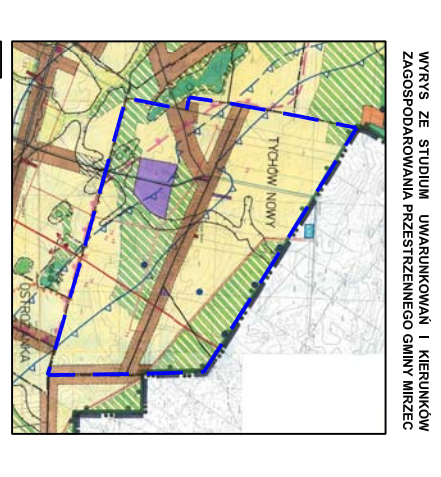 WYRYS ZE STUDIUM UWARUNKOWAŃ I KIERUNKÓW
ZAGOSPODAROWANIA PRZESTRZENNEGO GMINY MIRZEC
TYCHÓW NOWY
OSTROŻANKA